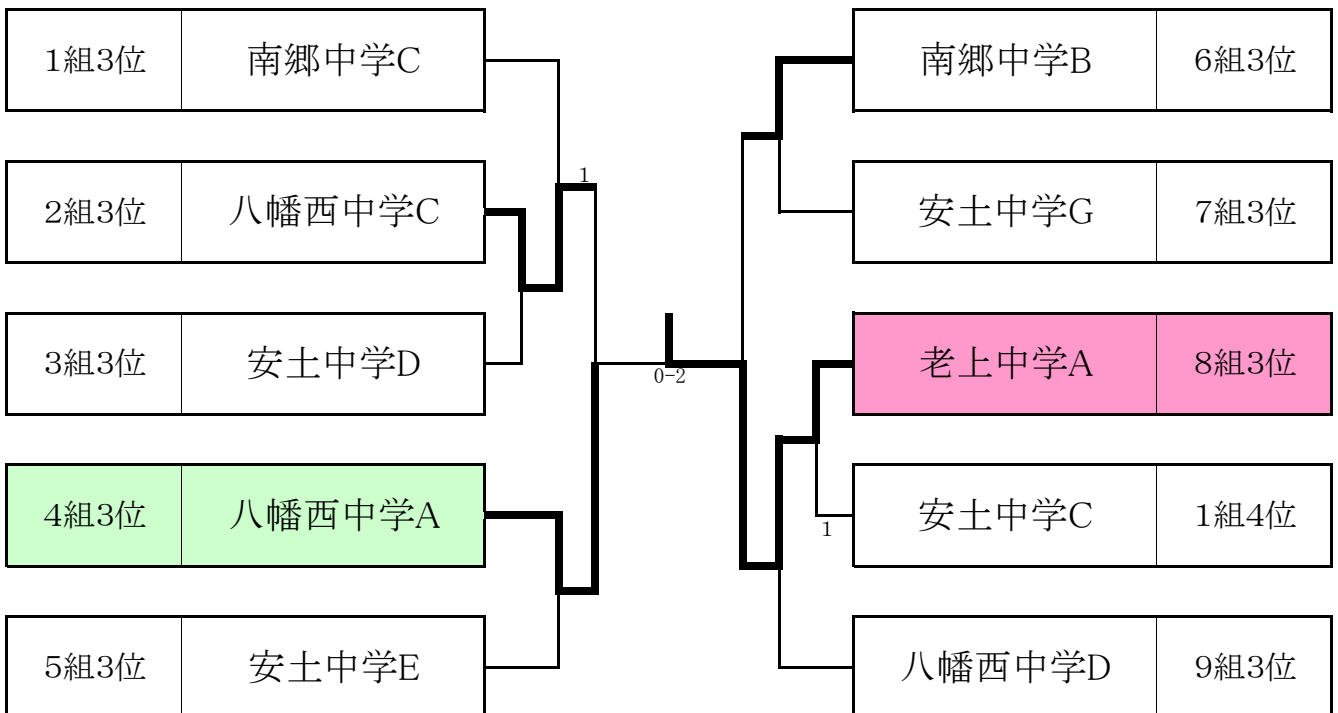 1組3位 南郷中学C
2組3位 八幡西中学C
3組3位 安土中学D
4組3位 八幡西中学A
5組3位 安土中学E
1
0-2
南郷中学B 6組3位
安土中学G 7組3位
老上中学A 8組3位
安土中学C 1組4位
1
八幡西中学D 9組3位